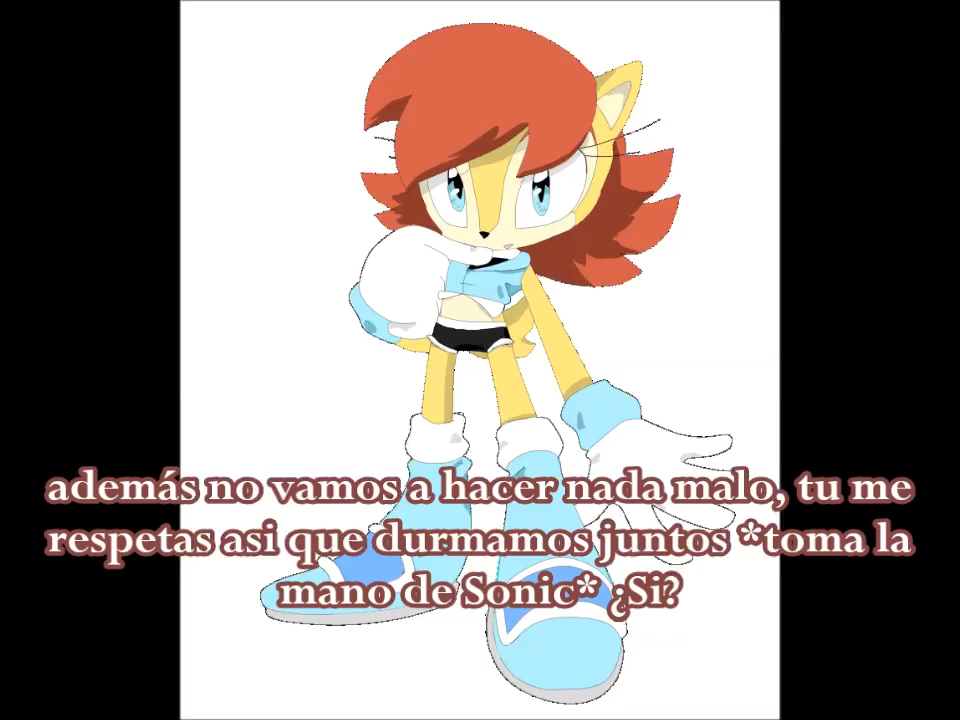 además no vamos a hacer nada malo, tu me
respetas asi que durmamos juntos *toma la
mano de Sonic* ¿Si?